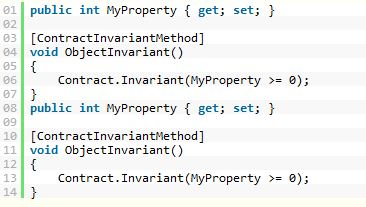 01 public int MyProperty { get; set; }
02
03 [ContractInvariantMethod]
04 void ObjectInvariant()
05 {
06     Contract.Invariant(MyProperty >= 0);
07 }
08 public int MyProperty { get; set; }
09
10 [ContractInvariantMethod]
11 void ObjectInvariant()
12 {
13     Contract.Invariant(MyProperty >= 0);
14 }